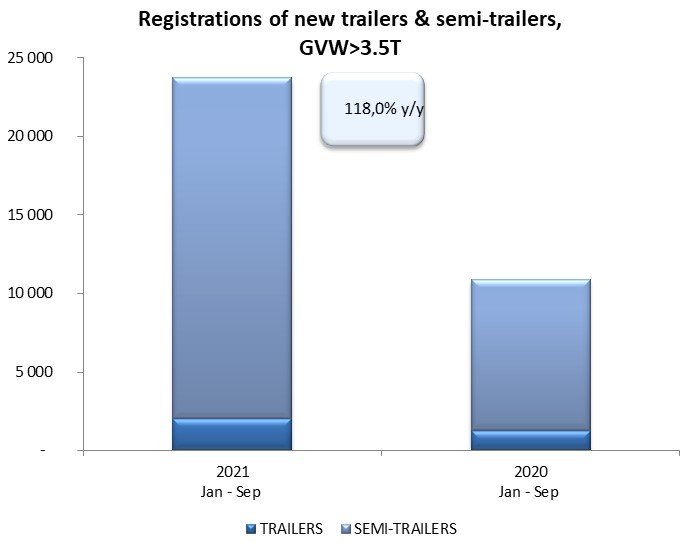 Registrations of new trailers & semi-trailers,
GVW>3.5T
25 000
118,0% y/y
20 000
15 000
10 000
5 000
-
2021
Jan - Sep
2020
Jan - Sep
TRAILERS
SEMI-TRAILERS